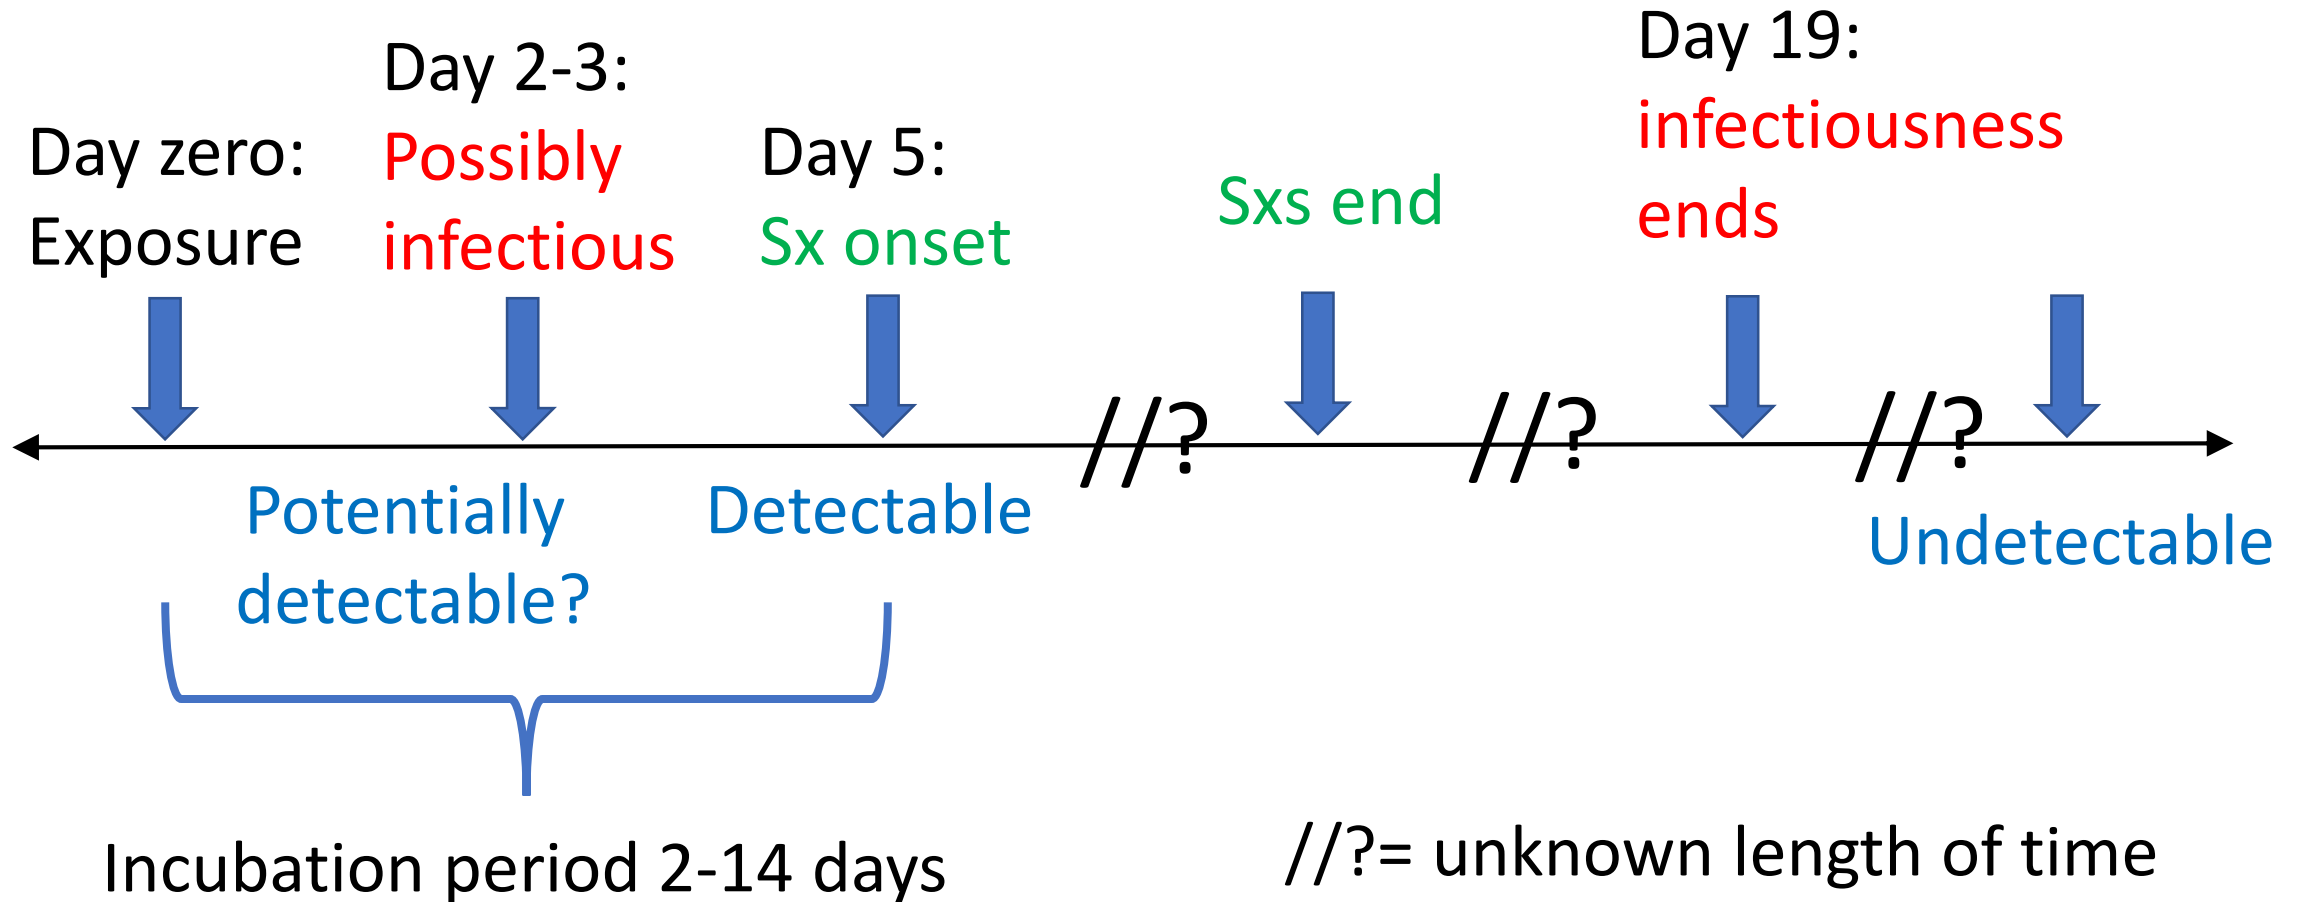 Day zero:
Exposure
Day 2-3:
Possibly
infectious
Day 5:
Sx onset
Sxs end
Day 19:
infectiousness
ends
//?
//?
//?
Potentially
detectable?
Detectable
Undetectable
Incubation period 2-14 days
//?= unknown length of time